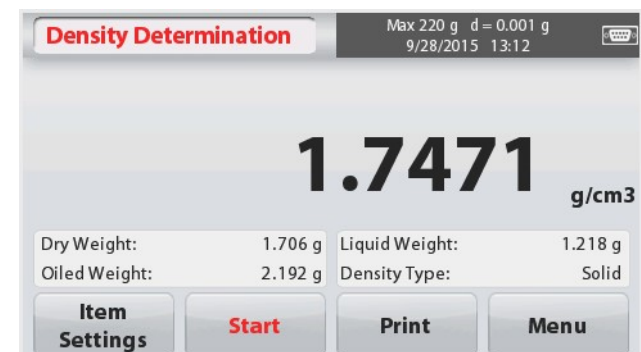 Density Determination
Max 220 g d = 0.001 g
9/28/2015 13:12
1.7471
g/cm3
Dry Weight: 1.706 g
Liquid Weight: 1.218 g
Oiled Weight: 2.192 g
Density Type: Solid
Item
Settings
Start
Print
Menu